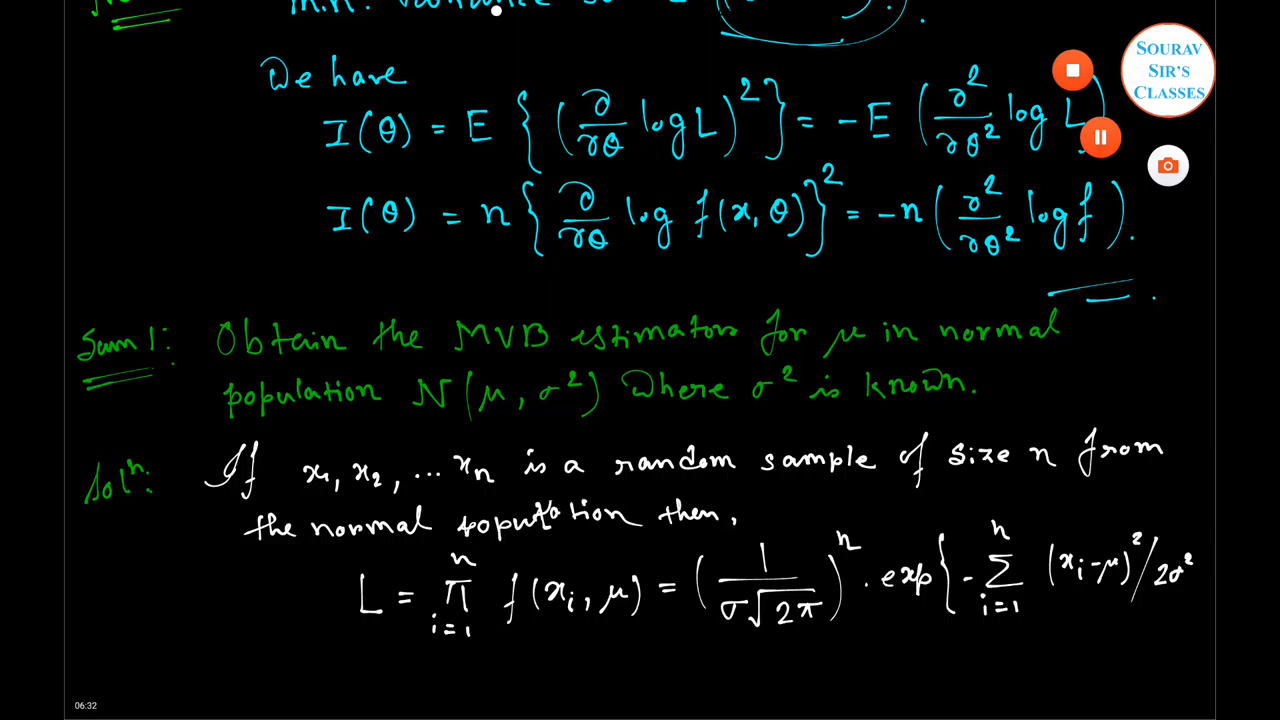 M.V. variance
SOURAV
SIR'S
CLASSES
We have
I(θ) = E { (∂/∂θ log L)² } = - E (∂²/∂θ² log L)
I(θ) = n { ∂/∂θ log f(x, θ) }² = -n (∂²/∂θ² log f).
Sum 1: Obtain the MVB estimators for μ in normal
population N(μ, σ²) where σ² is known.
Solⁿ: If x₁, x₂, ... xₙ is a random sample of size n from
the normal population then,
L = ∏ᵢ₌₁ⁿ f(xᵢ, μ) = (1/(σ√2π))ⁿ . exp{ - ∑ᵢ₌₁ⁿ (xᵢ-μ)²/2σ²
06:32